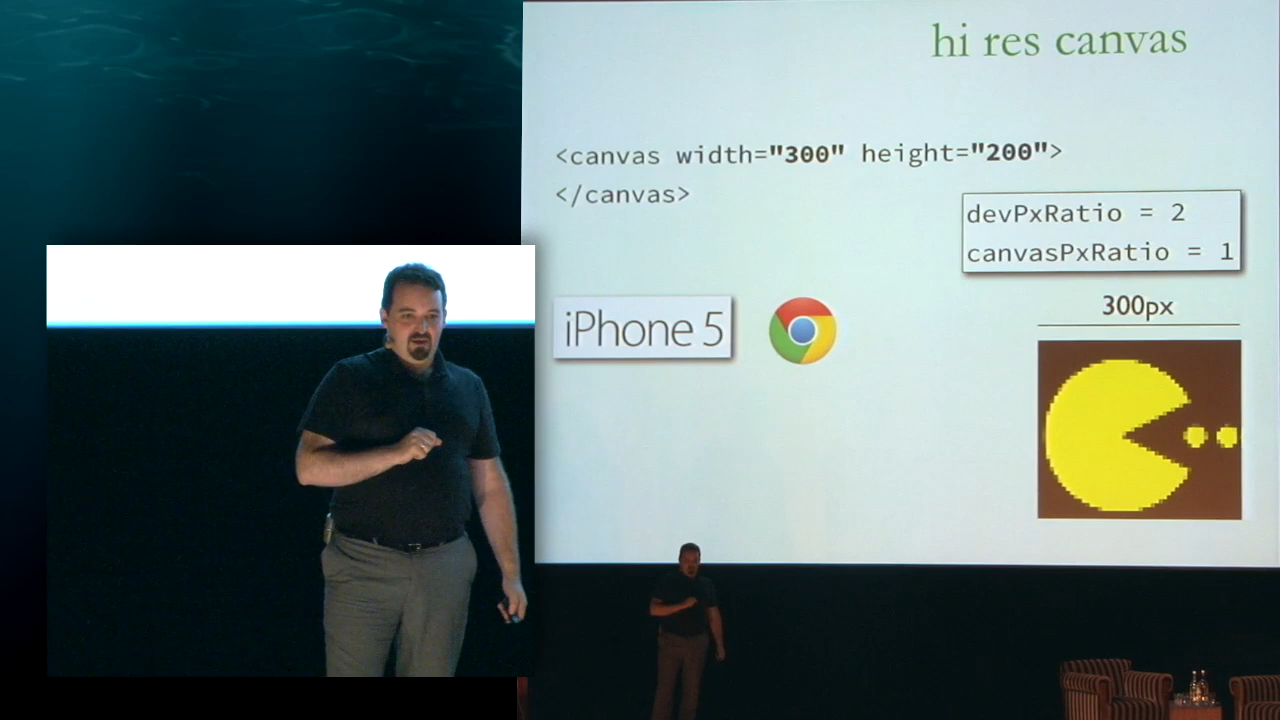 hi res canvas
<canvas width="300" height="200">
</canvas>
devPxRatio = 2
canvasPxRatio = 1
iPhone 5
300px